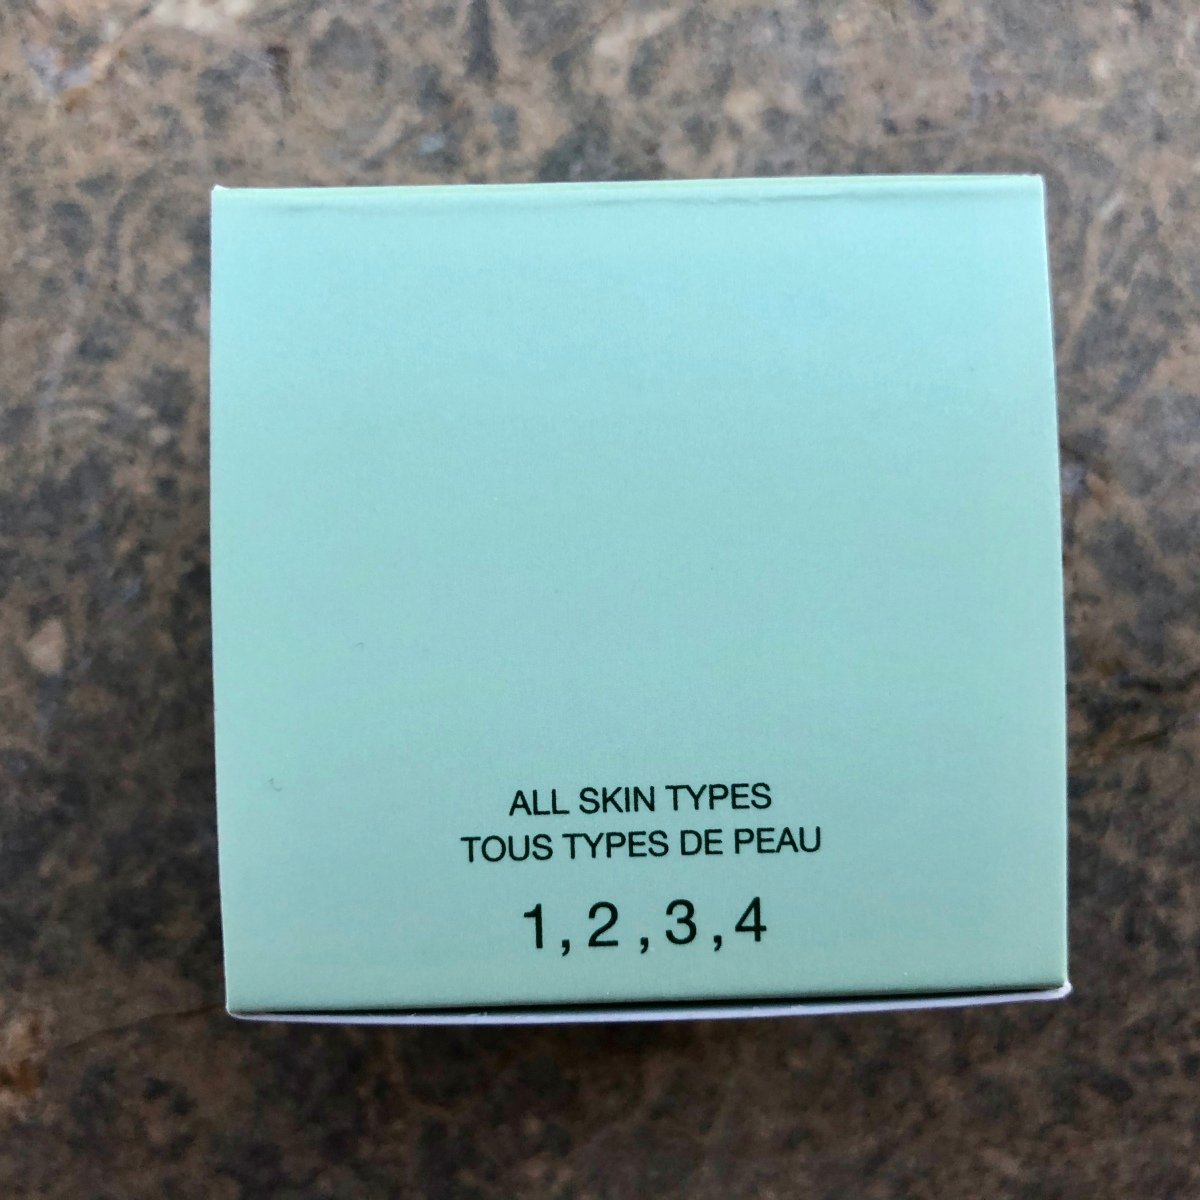 ALL SKIN TYPES
TOUS TYPES DE PEAU
1, 2, 3, 4